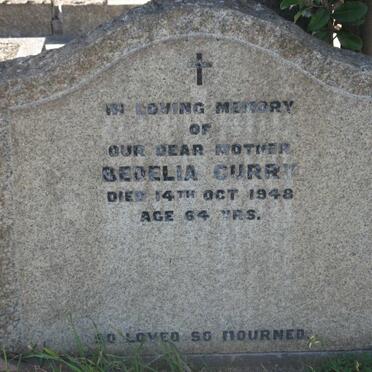 IN LOVING MEMORY
OF
OUR DEAR MOTHER
BEDELIA CURRY
DIED 14TH OCT 1948
AGE 64 YRS.
SO LOVED SO MOURNED.